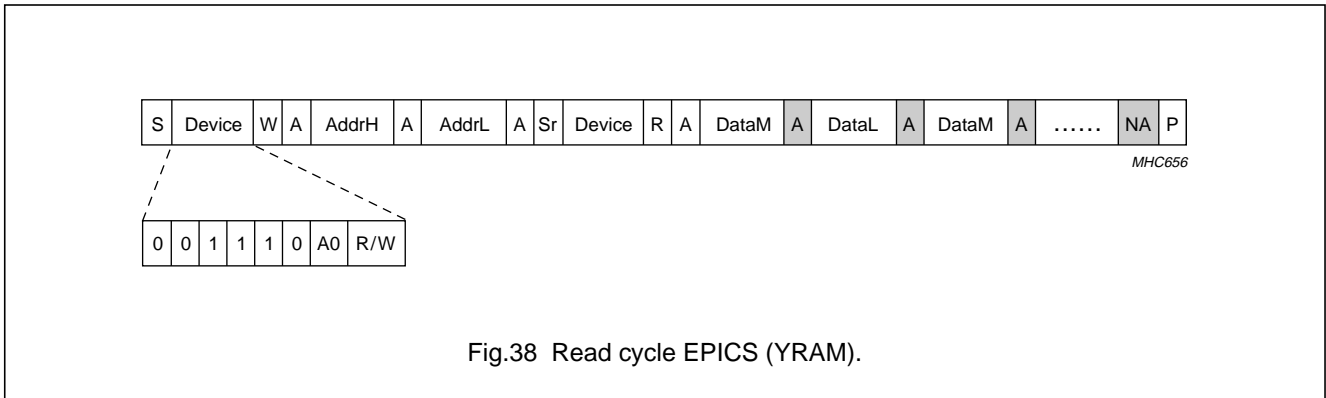 S Device W A AddrH A AddrL A Sr Device R A DataM A DataL A DataM A ...... NA P
MHC656
0 0 1 1 1 0 A0 R/W
Fig.38 Read cycle EPICS (YRAM).